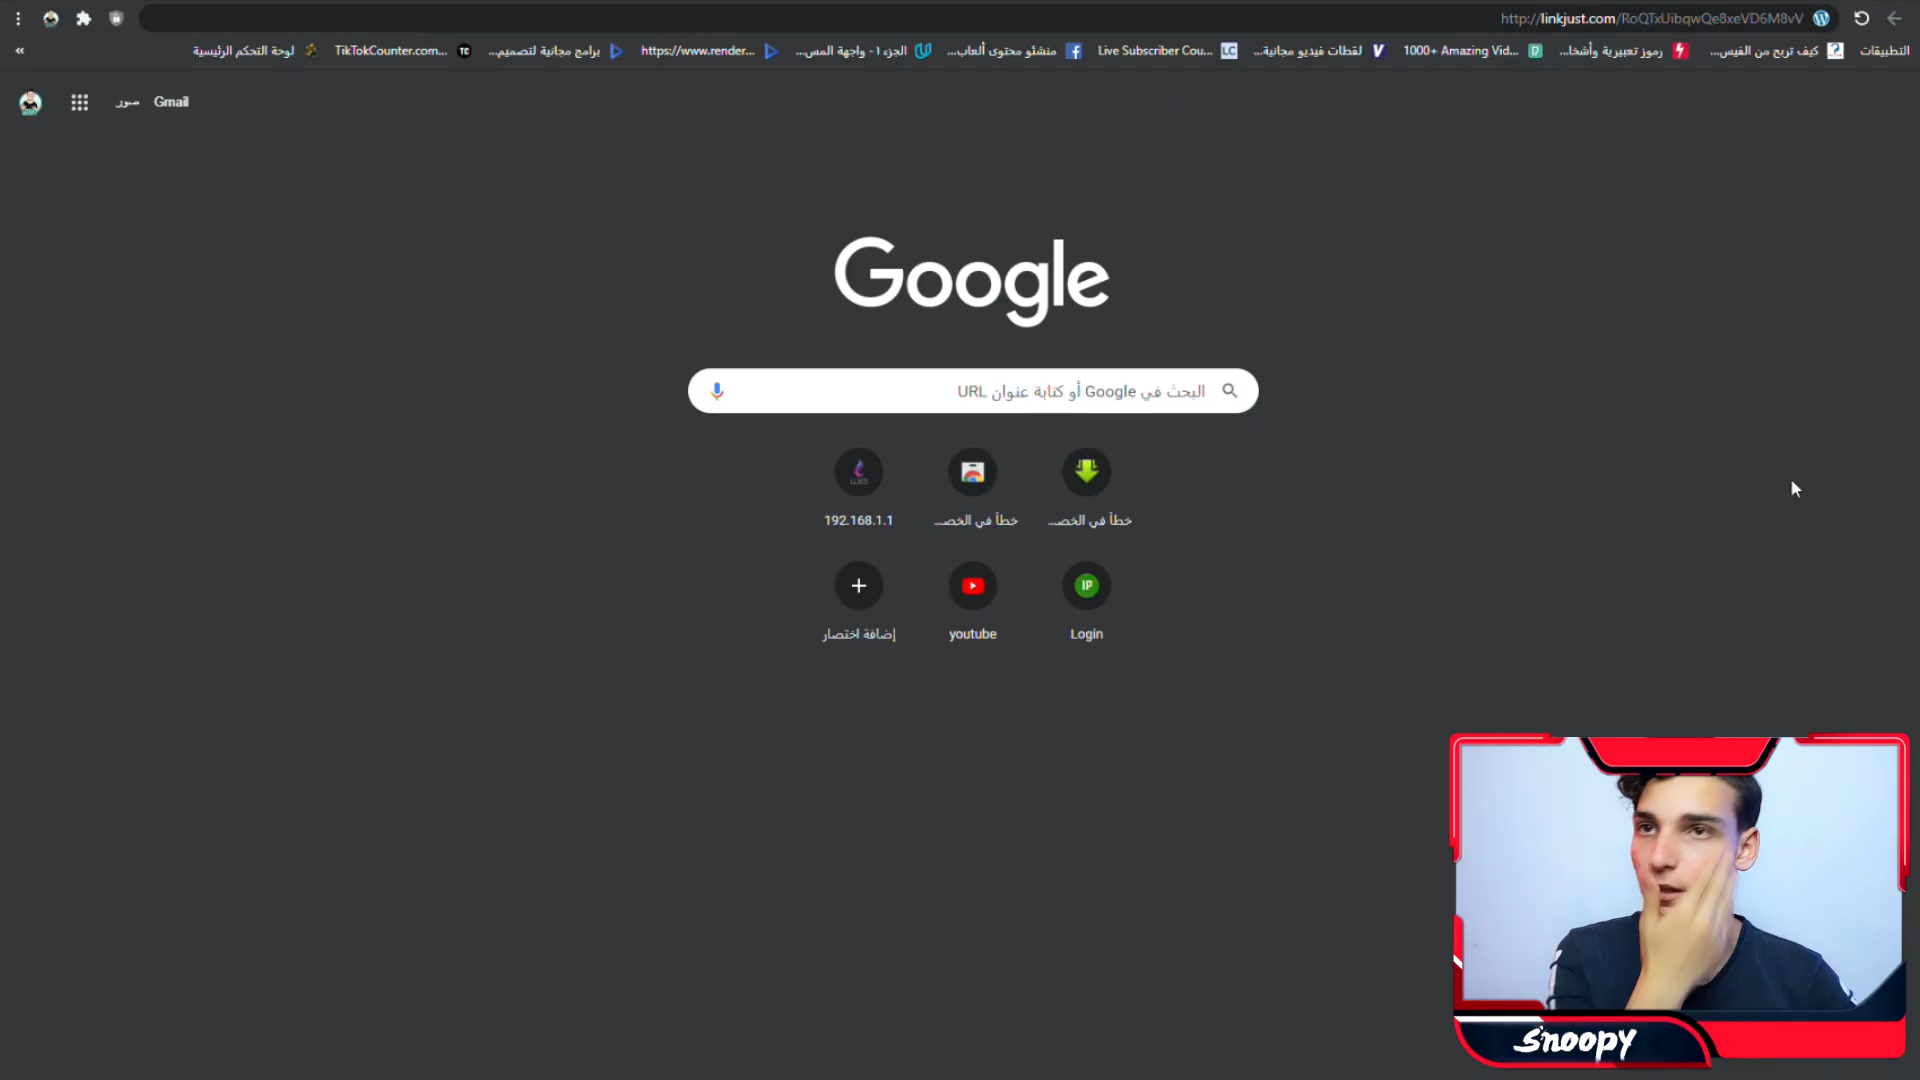 http://linkjust.com/RoQTxUibqwQe8xeVD6M8vV
التطبيقات
كيف تربح من الفيس...
رموز تعبيرية وأشخا...
1000+ Amazing Vid...
لقطات فيديو مجانية...
Live Subscriber Cou...
منشئو محتوى ألعاب...
الجزء ١ - واجهة المس...
https://www.render...
برامج مجانية لتصميم...
TikTokCounter.com...
لوحة التحكم الرئيسية
Gmail
صور
Google
البحث في Google أو كتابة عنوان URL
خطأ في الخص...
خطأ في الخص...
192.168.1.1
Login
youtube
إضافة اختصار
Snoopy